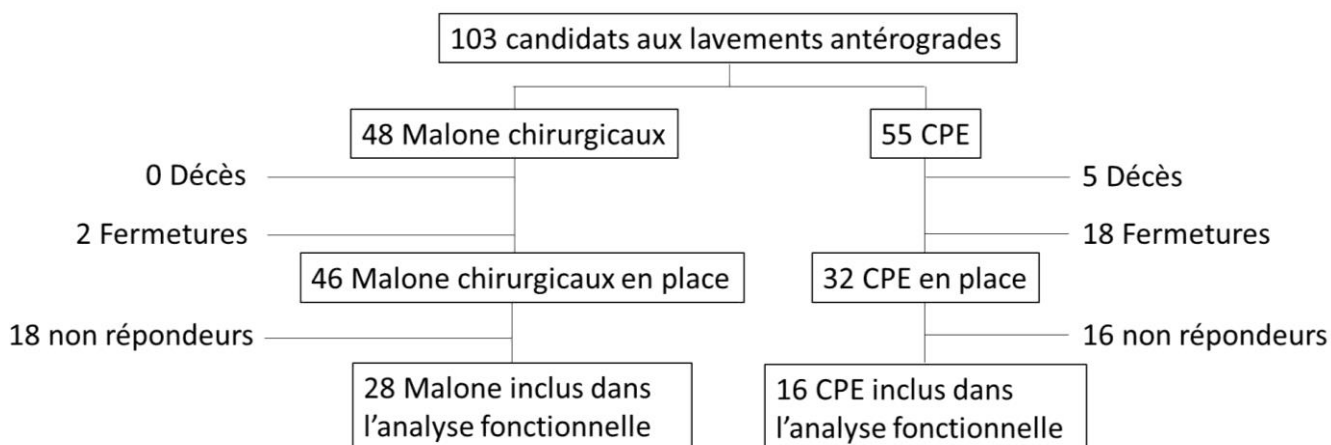 103 candidats aux lavements antérogrades
48 Malone chirurgicaux
55 CPE
0 Décès
5 Décès
2 Fermetures
18 Fermetures
46 Malone chirurgicaux en place
32 CPE en place
18 non répondeurs
16 non répondeurs
28 Malone inclus dans
l'analyse fonctionnelle
16 CPE inclus dans
l'analyse fonctionnelle